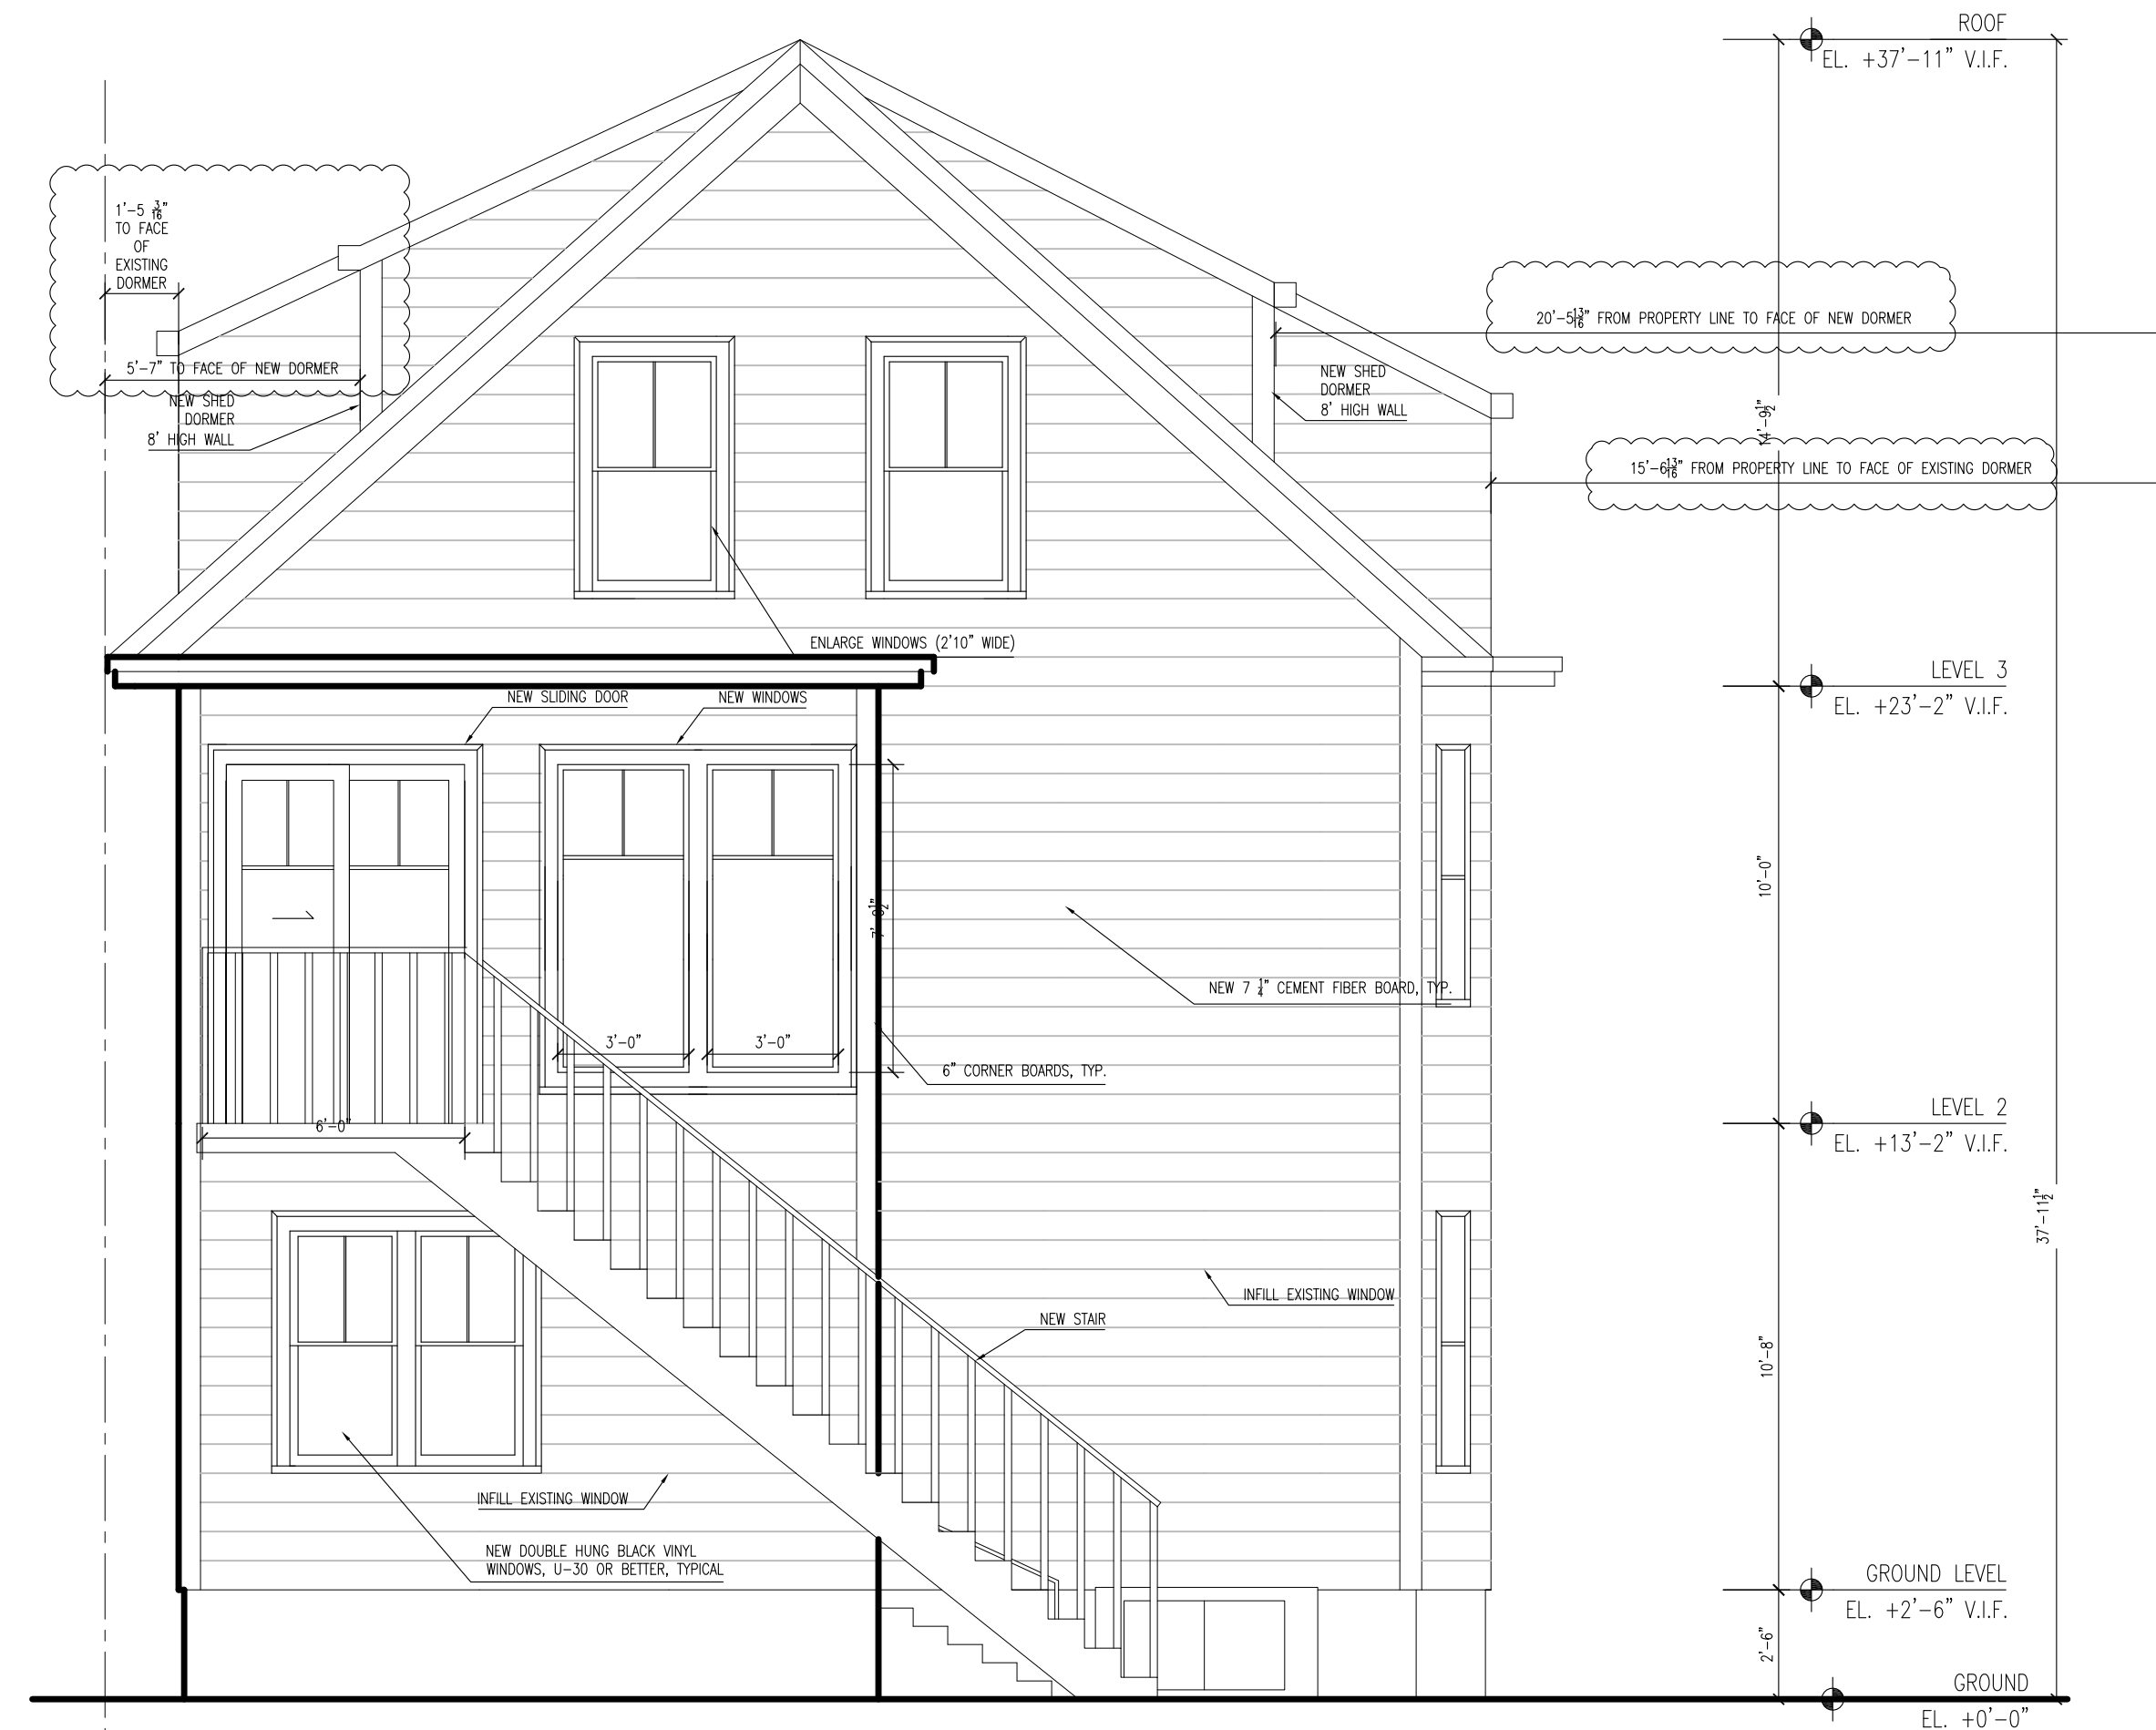 ROOF
EL. +37'-11" V.I.F.
1'-5 3/16"
TO FACE
OF
EXISTING
DORMER
5'-7" TO FACE OF NEW DORMER
NEW SHED
DORMER
8' HIGH WALL
20'-5 13/16" FROM PROPERTY LINE TO FACE OF NEW DORMER
NEW SHED
DORMER
8' HIGH WALL
14'-9 1/2"
15'-6 13/16" FROM PROPERTY LINE TO FACE OF EXISTING DORMER
ENLARGE WINDOWS (2'10" WIDE)
LEVEL 3
EL. +23'-2" V.I.F.
NEW SLIDING DOOR
NEW WINDOWS
10'-0"
NEW 7 1/4" CEMENT FIBER BOARD, TYP.
3'-0"
3'-0"
6" CORNER BOARDS, TYP.
6'-0"
LEVEL 2
EL. +13'-2" V.I.F.
37'-11 1/2"
INFILL EXISTING WINDOW
NEW STAIR
10'-8"
INFILL EXISTING WINDOW
NEW DOUBLE HUNG BLACK VINYL
WINDOWS, U-30 OR BETTER, TYPICAL
GROUND LEVEL
EL. +2'-6" V.I.F.
2'-6"
GROUND
EL. +0'-0"